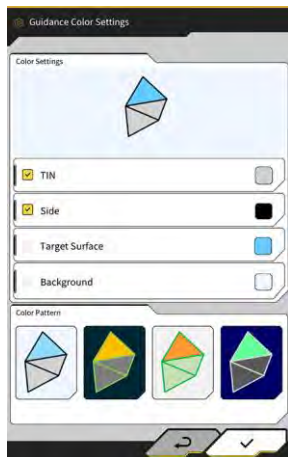 Guidance Color Settings
Color Settings
TIN
Side
Target Surface
Background
Color Pattern